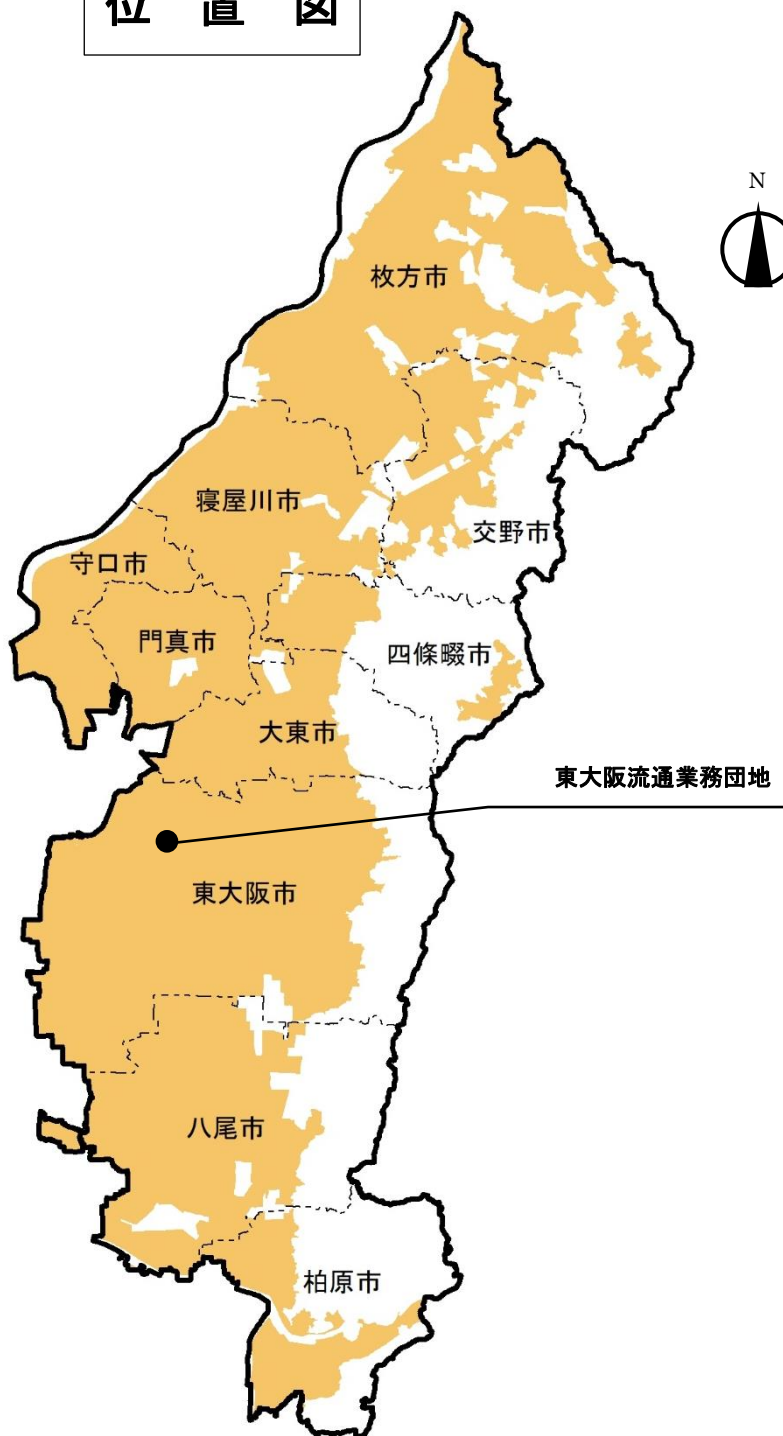 位 置 図
N
枚方市
寝屋川市
交野市
守口市
門真市
四條畷市
大東市
東大阪流通業務団地
東大阪市
八尾市
柏原市